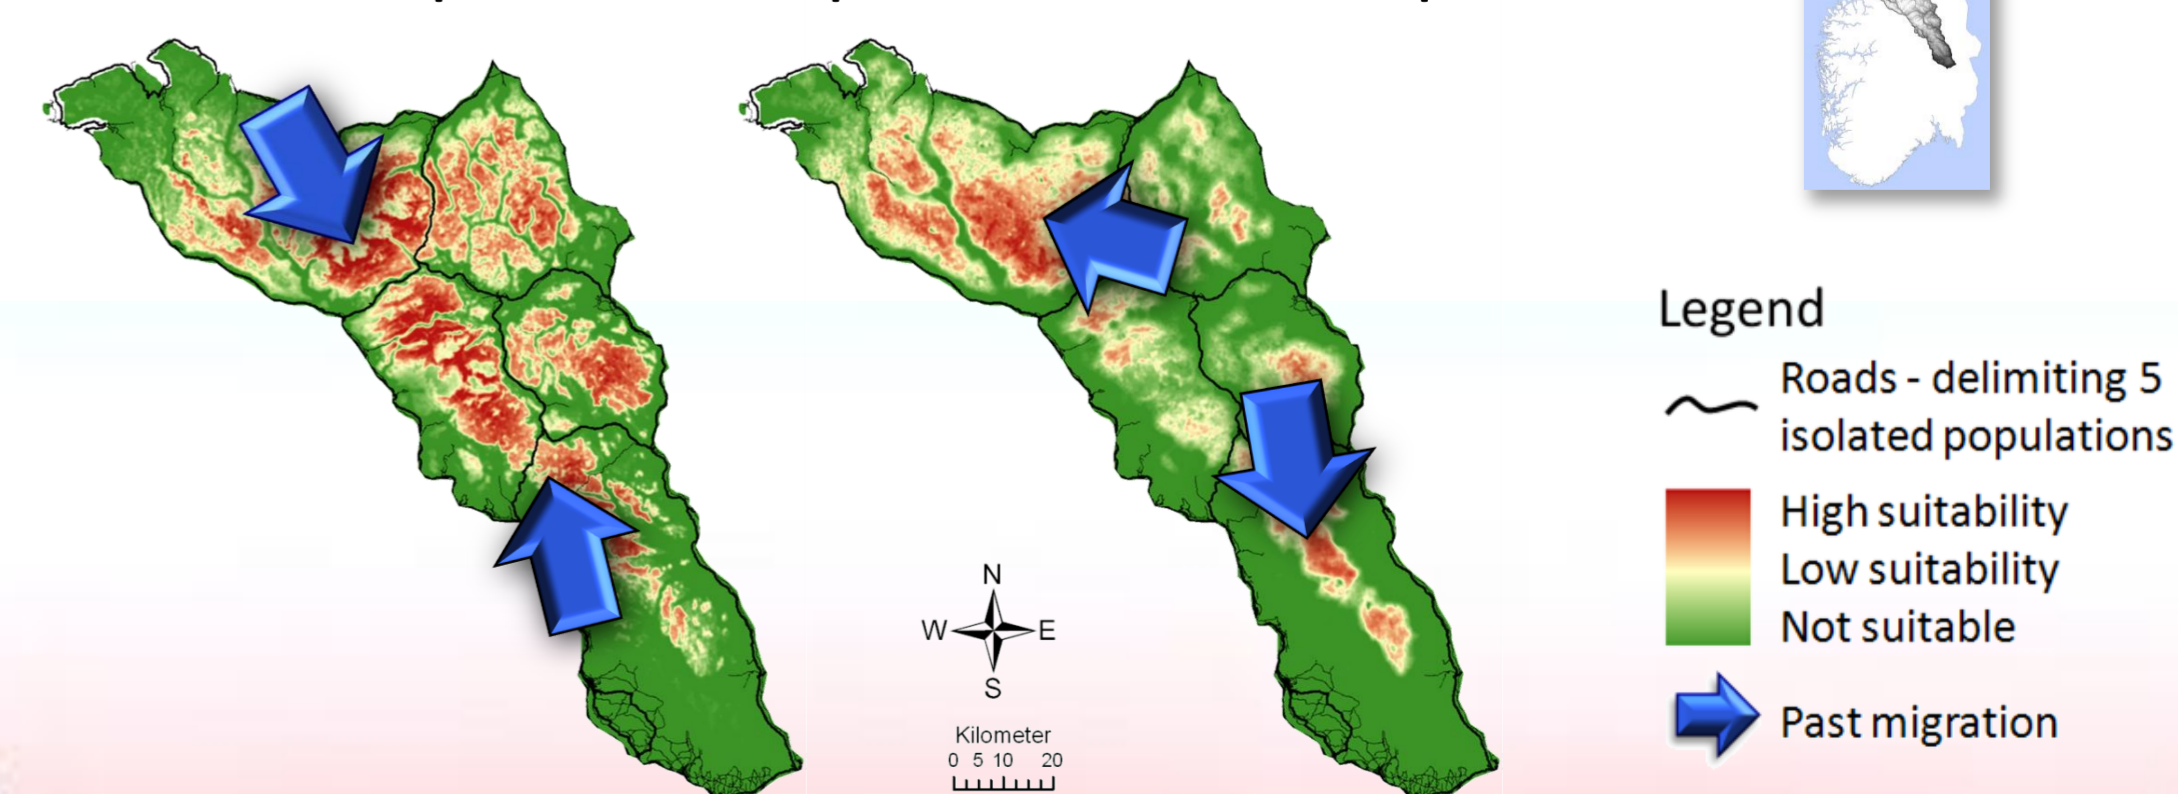 Legend
Roads - delimiting 5
isolated populations
High suitability
Low suitability
Not suitable
Past migration
N
W E
S
Kilometer
0 5 10 20